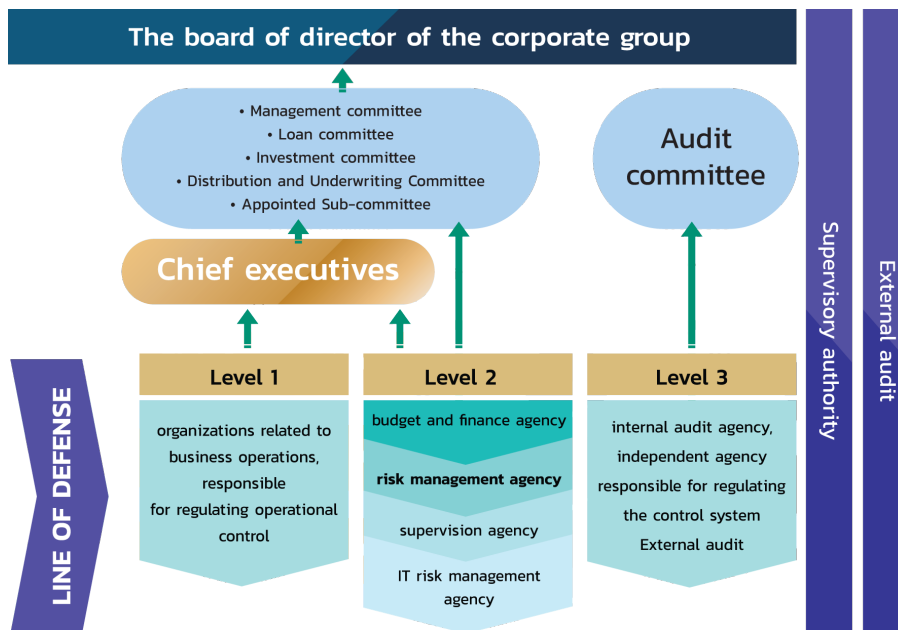 The board of director of the corporate group
• Management committee
• Loan committee
• Investment committee
• Distribution and Underwriting Committee
• Appointed Sub-committee
Audit
committee
Chief executives
LINE OF DEFENSE
Level 1
organizations related to
business operations,
responsible
for regulating operational
control
Level 2
budget and finance agency
risk management agency
supervision agency
IT risk management
agency
Level 3
internal audit agency,
independent agency
responsible for regulating
the control system
External audit
Supervisory authority
External audit